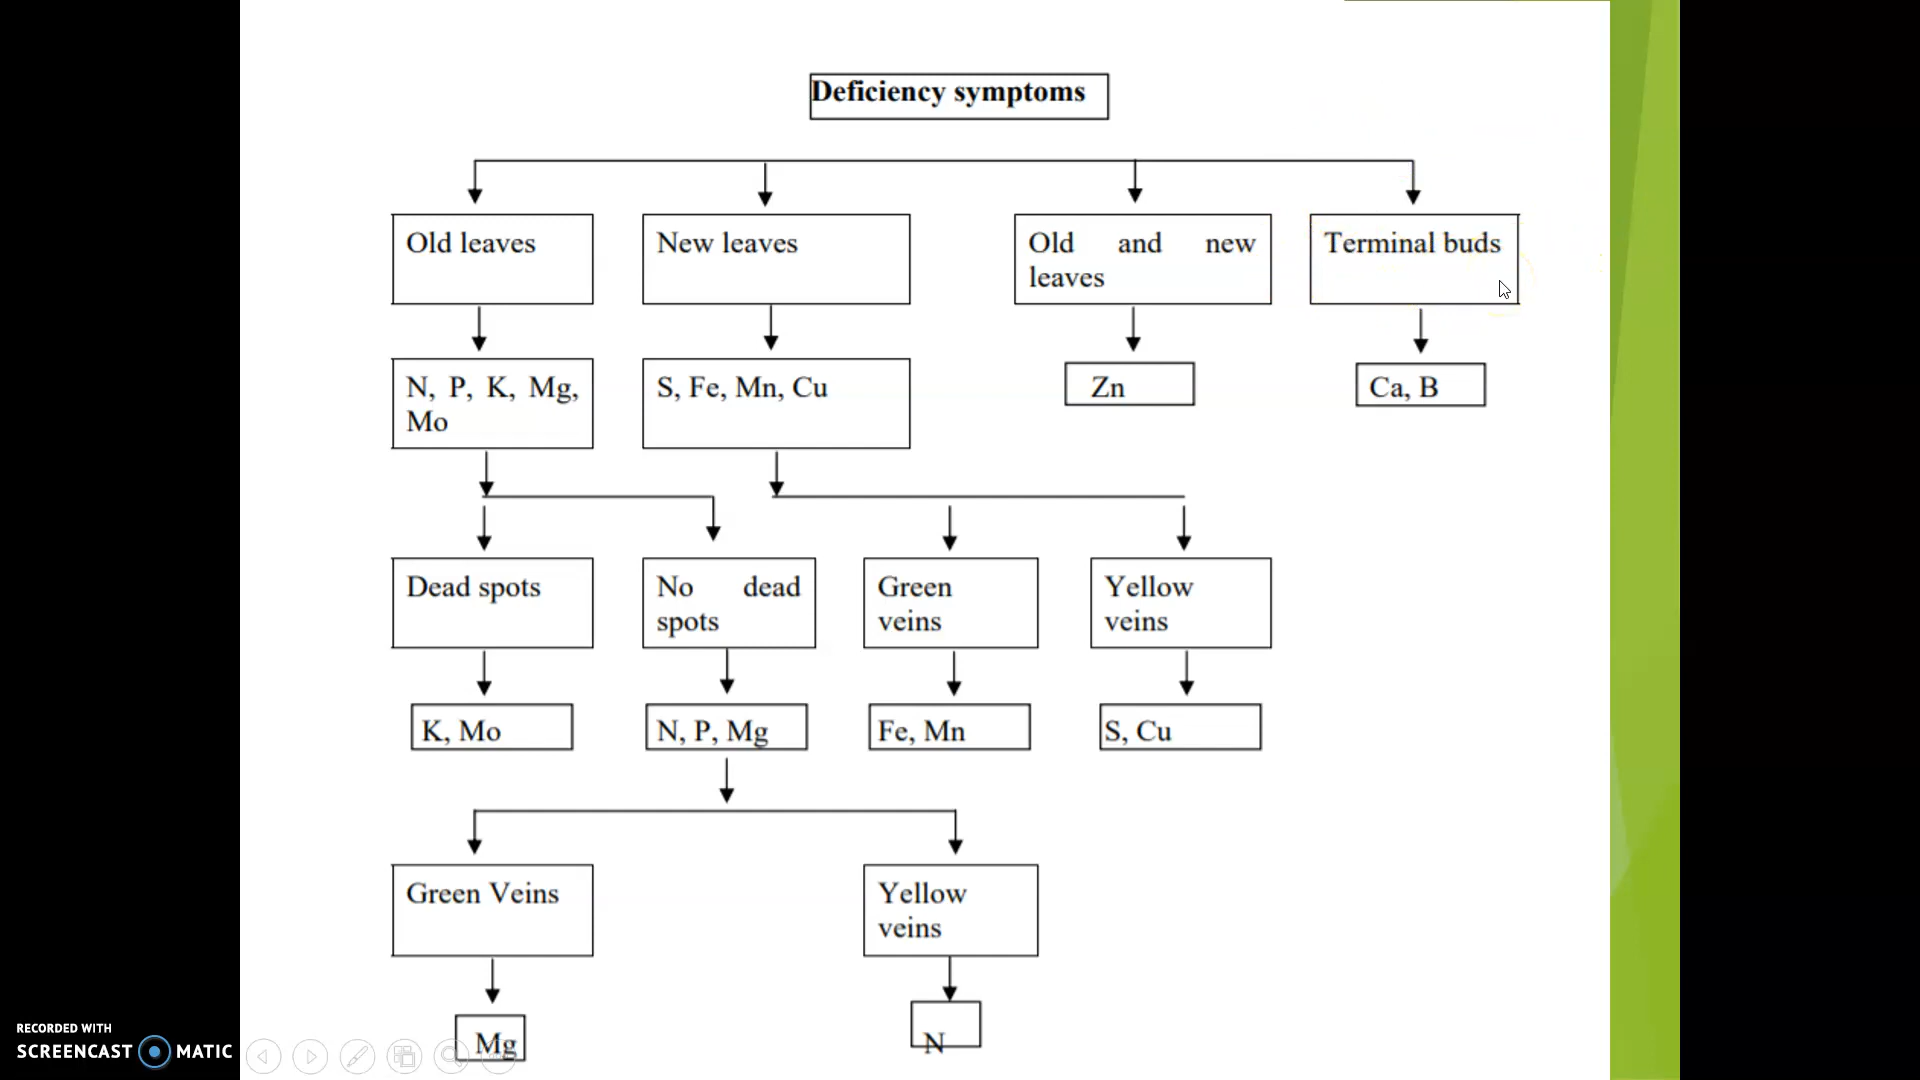 Deficiency symptoms
Old leaves
New leaves
Old and new
leaves
Terminal buds
N, P, K, Mg,
Mo
S, Fe, Mn, Cu
Zn
Ca, B
Dead spots
No dead
spots
Green
veins
Yellow
veins
K, Mo
N, P, Mg
Fe, Mn
S, Cu
Green Veins
Yellow
veins
Mg
N
RECORDED WITH
SCREENCAST MATIC